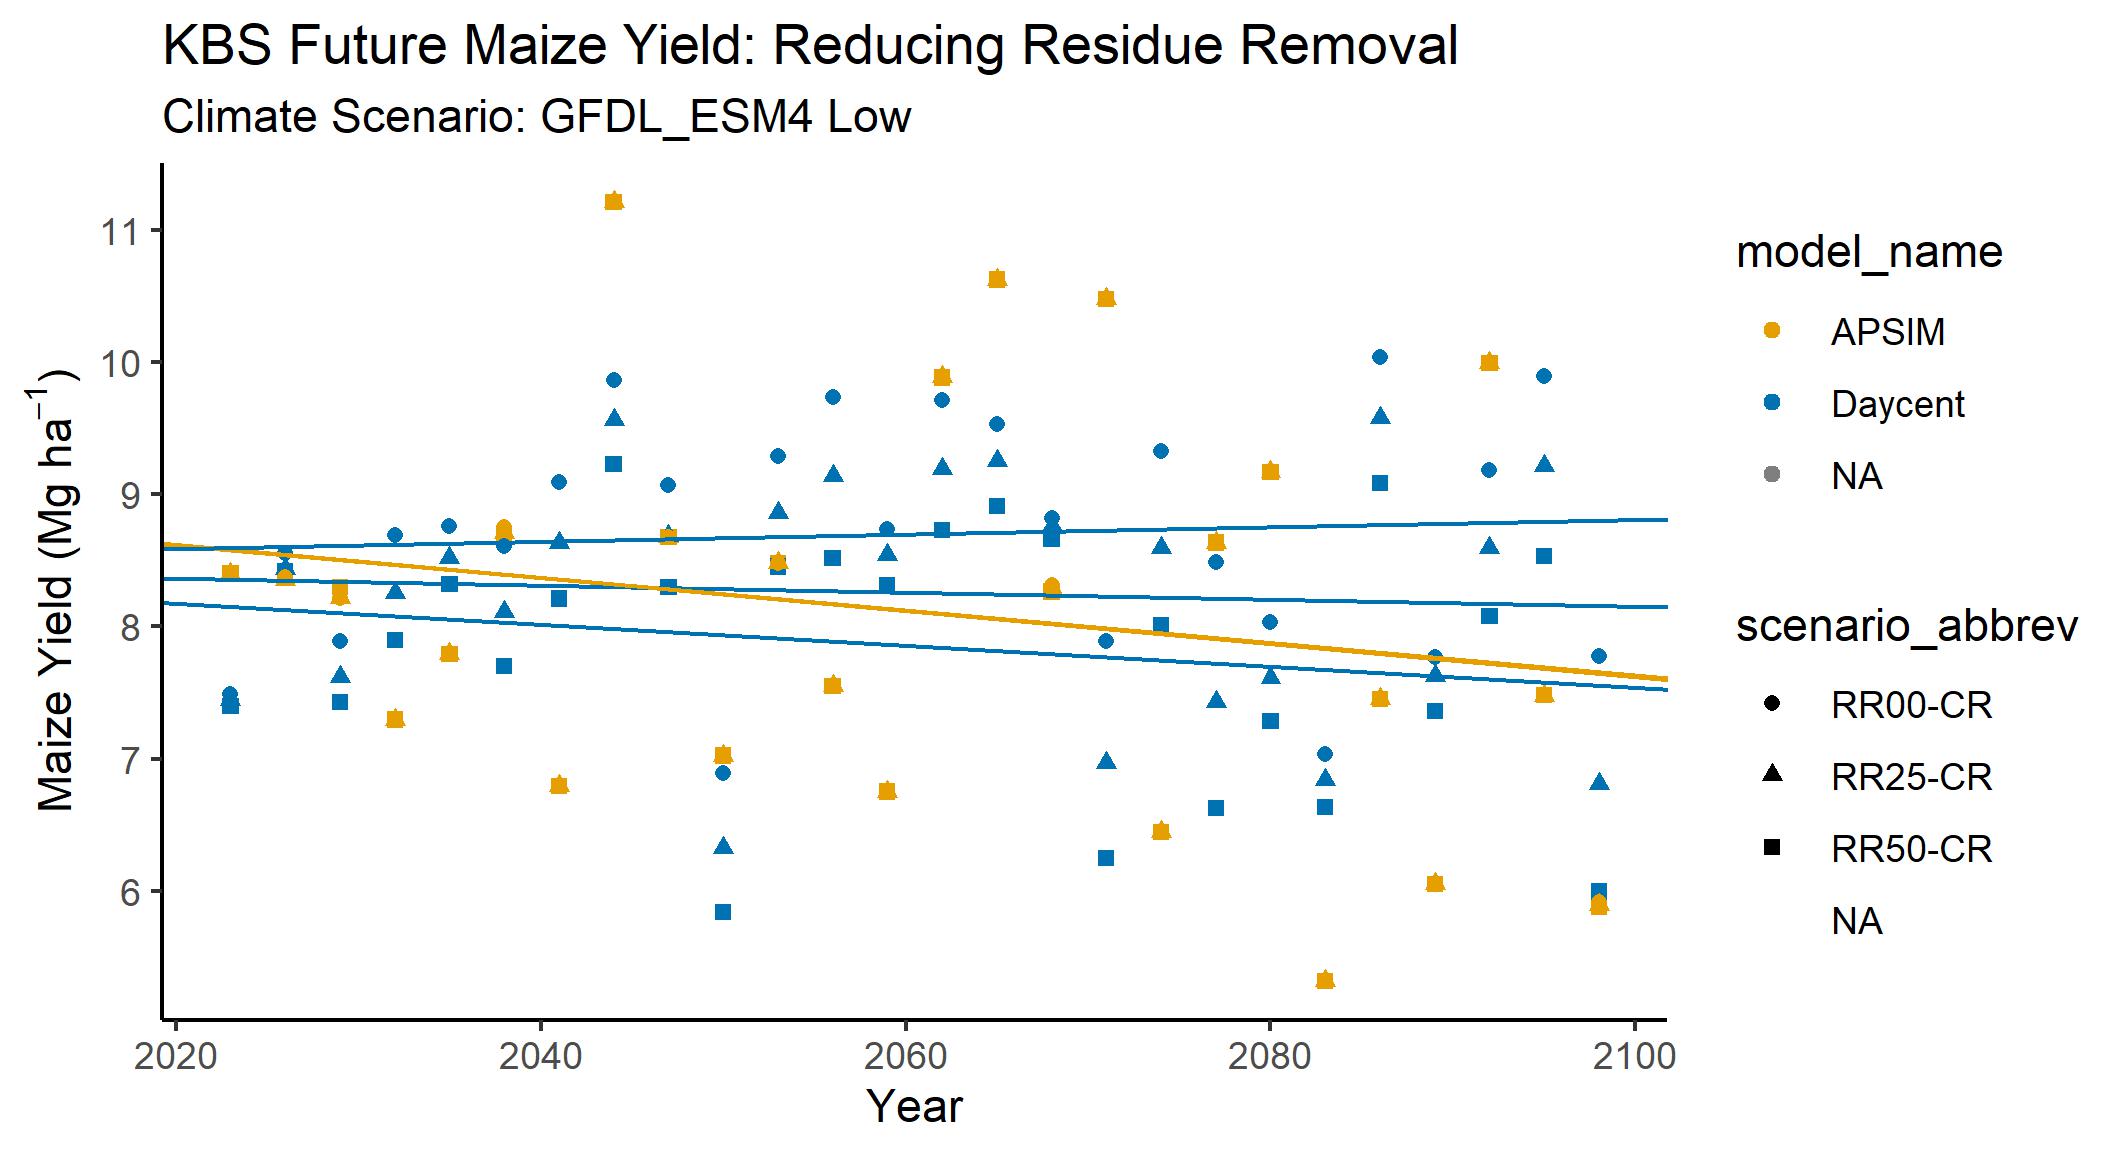 KBS Future Maize Yield: Reducing Residue Removal
Climate Scenario: GFDL_ESM4 Low
Maize Yield (Mg ha⁻¹)
11
10
9
8
7
6
2020 2040 2060 2080 2100
Year
model_name
APSIM
Daycent
NA
scenario_abbrev
RR00-CR
RR25-CR
RR50-CR
NA